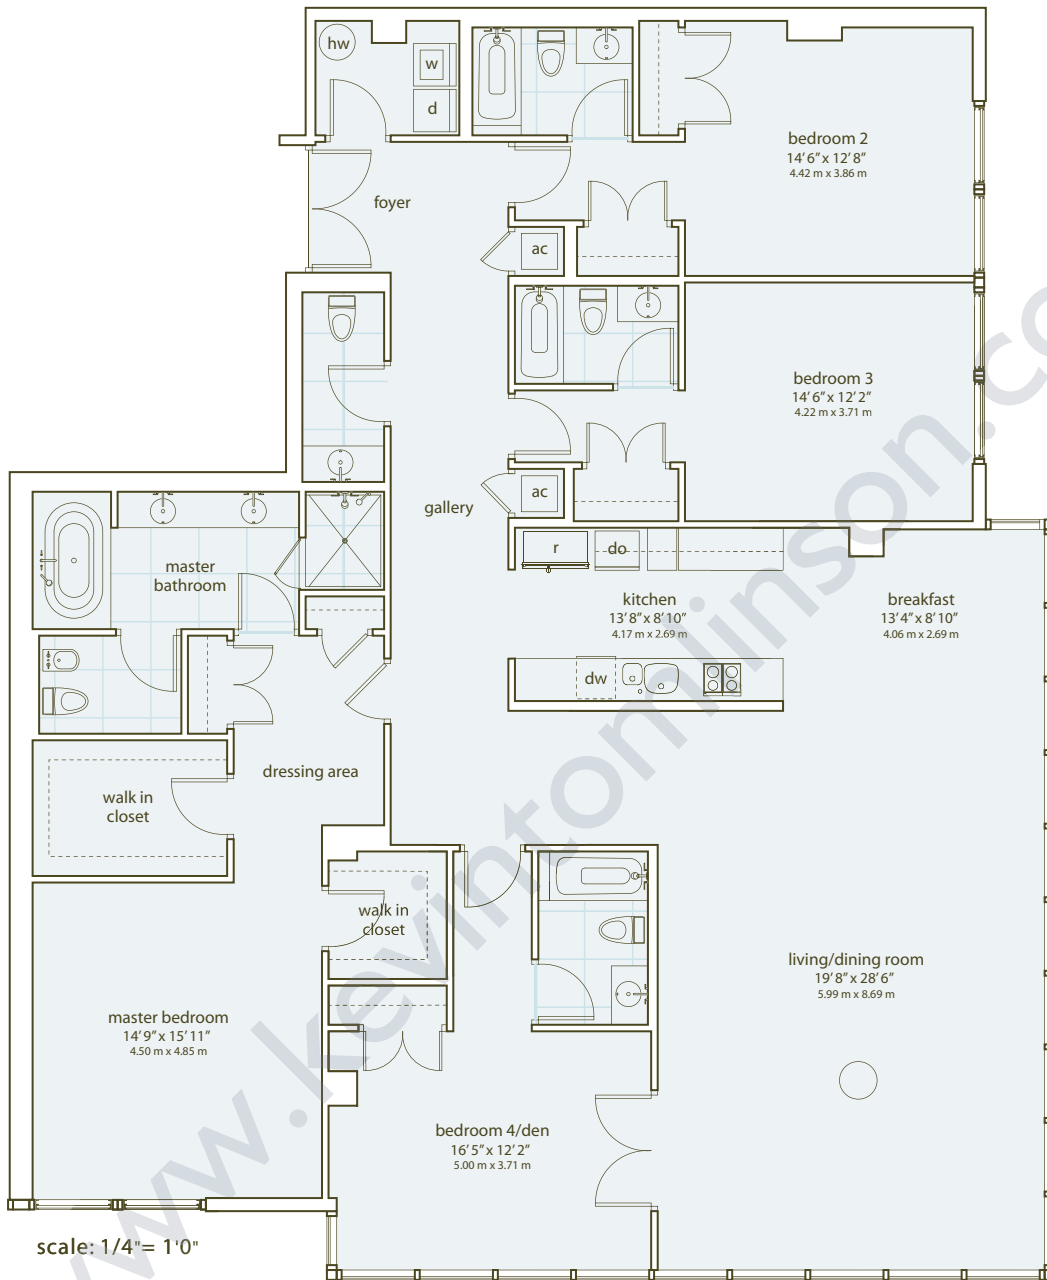 hw
w
d
bedroom 2
14'6" x 12'8"
4.42 m x 3.86 m
foyer
ac
bedroom 3
14'6" x 12'2"
4.22 m x 3.71 m
ac
gallery
r
do
master
bathroom
kitchen
13'8" x 8'10"
4.17 m x 2.69 m
breakfast
13'4" x 8'10"
4.06 m x 2.69 m
dw
dressing area
walk in
closet
walk in
closet
living/dining room
19'8" x 28'6"
5.99 m x 8.69 m
master bedroom
14'9" x 15'11"
4.50 m x 4.85 m
bedroom 4/den
16'5" x 12'2"
5.00 m x 3.71 m
scale: 1/4"= 1'0"
www.kevintomlinson.co